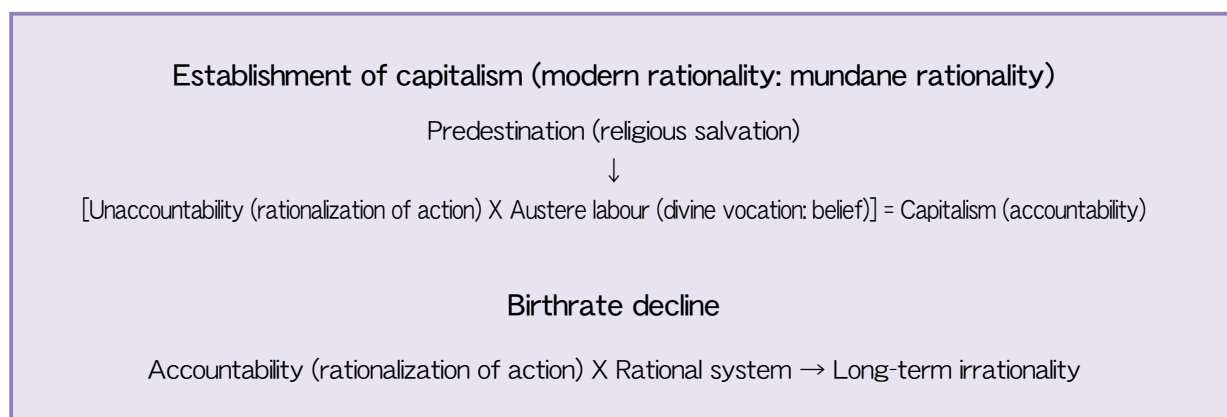 Establishment of capitalism (modern rationality: mundane rationality)
Predestination (religious salvation)
↓
[Unaccountability (rationalization of action) X Austere labour (divine vocation: belief)] = Capitalism (accountability)
Birthrate decline
Accountability (rationalization of action) X Rational system → Long-term irrationality